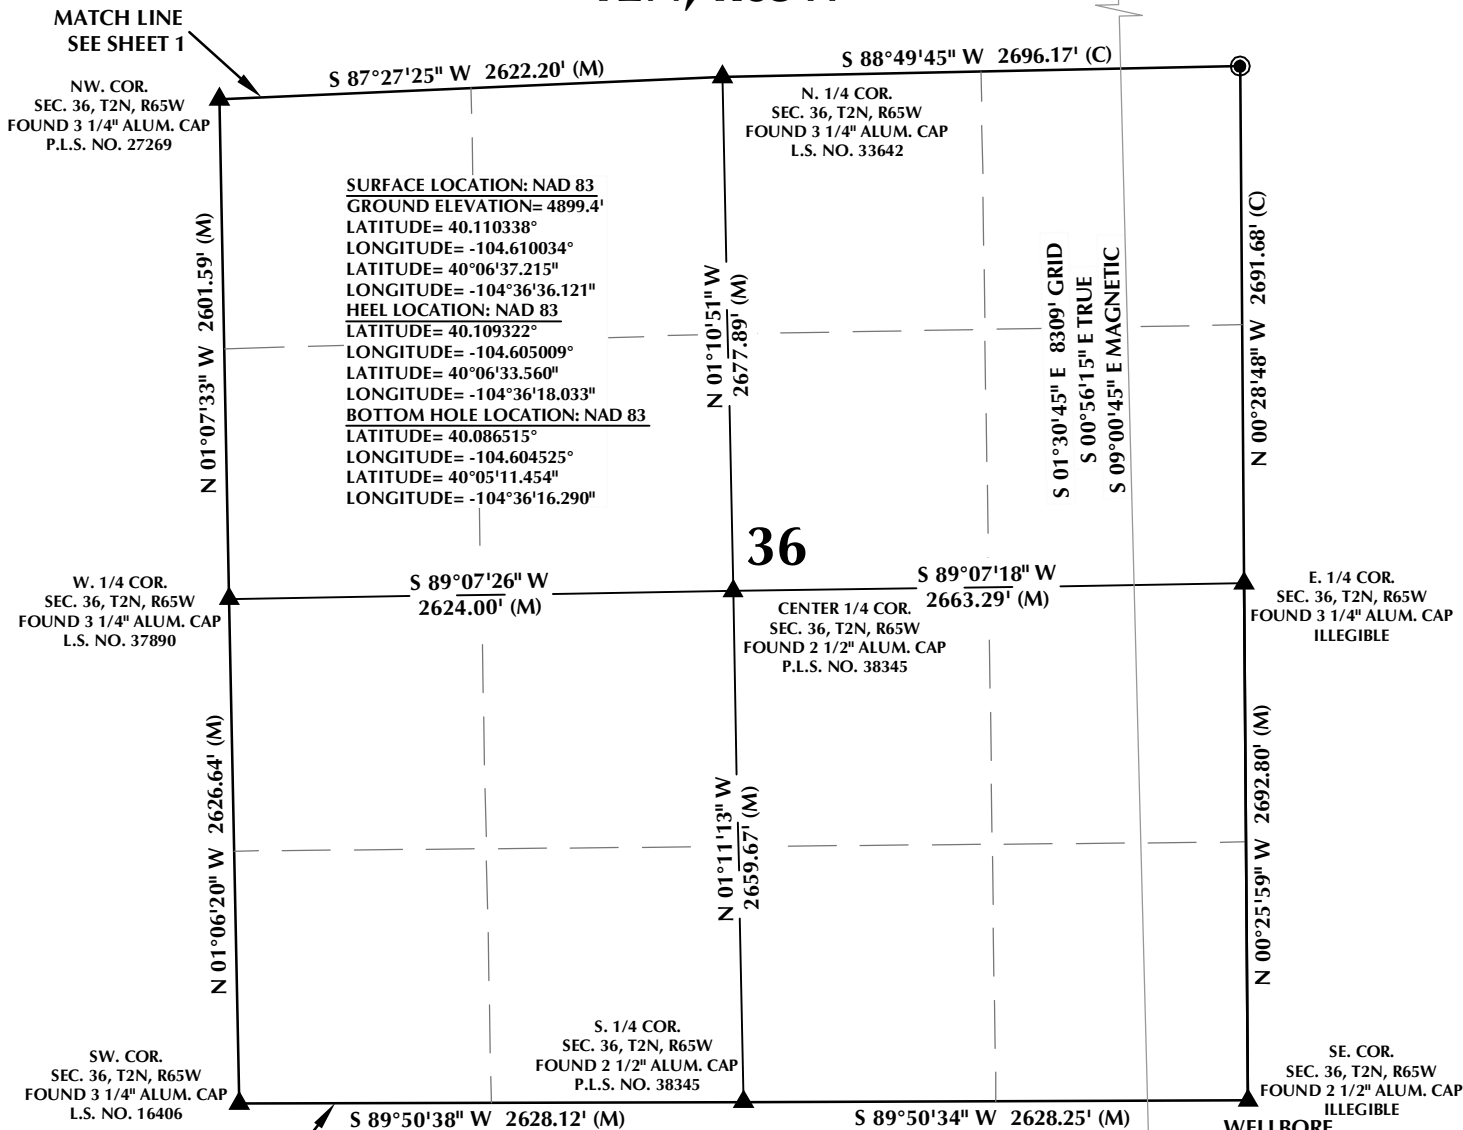 MATCH LINE
SEE SHEET 1
S 87°27'25" W 2622.20' (M)
S 88°49'45" W 2696.17' (C)
NW. COR.
SEC. 36, T2N, R65W
FOUND 3 1/4" ALUM. CAP
P.L.S. NO. 27269
N. 1/4 COR.
SEC. 36, T2N, R65W
FOUND 3 1/4" ALUM. CAP
L.S. NO. 33642
SURFACE LOCATION: NAD 83
GROUND ELEVATION= 4899.4'
LATITUDE= 40.110338°
LONGITUDE= -104.610034°
LATITUDE= 40°06'37.215"
LONGITUDE= -104°36'36.121"
HEEL LOCATION: NAD 83
LATITUDE= 40.109322°
LONGITUDE= -104.605009°
LATITUDE= 40°06'33.560"
LONGITUDE= -104°36'18.033"
BOTTOM HOLE LOCATION: NAD 83
LATITUDE= 40.086515°
LONGITUDE= -104.604525°
LATITUDE= 40°05'11.454"
LONGITUDE= -104°36'16.290"
N 01°07'33" W 2601.59' (M)
N 01°10'51" W
2677.89' (M)
S 01°30'45" E 8309' GRID
S 00°56'15" E TRUE
S 09°00'45" E MAGNETIC
N 00°28'48" W 2691.68' (C)
36
W. 1/4 COR.
SEC. 36, T2N, R65W
FOUND 3 1/4" ALUM. CAP
L.S. NO. 37890
S 89°07'26" W
2624.00' (M)
S 89°07'18" W
2663.29' (M)
CENTER 1/4 COR.
SEC. 36, T2N, R65W
FOUND 2 1/2" ALUM. CAP
P.L.S. NO. 38345
E. 1/4 COR.
SEC. 36, T2N, R65W
FOUND 3 1/4" ALUM. CAP
ILLEGIBLE
N 01°06'20" W 2626.64' (M)
N 01°11'13" W
2659.67' (M)
N 00°25'59" W 2692.80' (M)
SW. COR.
SEC. 36, T2N, R65W
FOUND 3 1/4" ALUM. CAP
L.S. NO. 16406
S. 1/4 COR.
SEC. 36, T2N, R65W
FOUND 2 1/2" ALUM. CAP
P.L.S. NO. 38345
SE. COR.
SEC. 36, T2N, R65W
FOUND 2 1/2" ALUM. CAP
ILLEGIBLE
S 89°50'38" W 2628.12' (M)
S 89°50'34" W 2628.25' (M)
WELLBORE